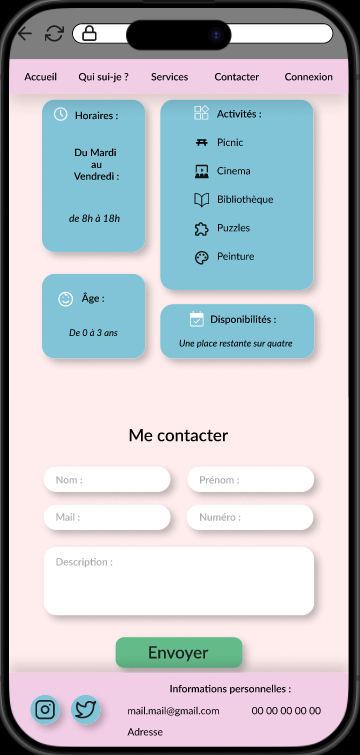 Accueil Qui sui-je ? Services Contacter Connexion
Horaires :
Du Mardi
au
Vendredi :
de 8h à 18h
Activités :
Picnic
Cinema
Bibliothèque
Puzzles
Peinture
Âge :
De 0 à 3 ans
Disponibilités :
Une place restante sur quatre
Me contacter
Nom : Prénom :
Mail : Numéro :
Description :
Envoyer
Informations personnelles :
mail.mail@gmail.com 00 00 00 00 00
Adresse